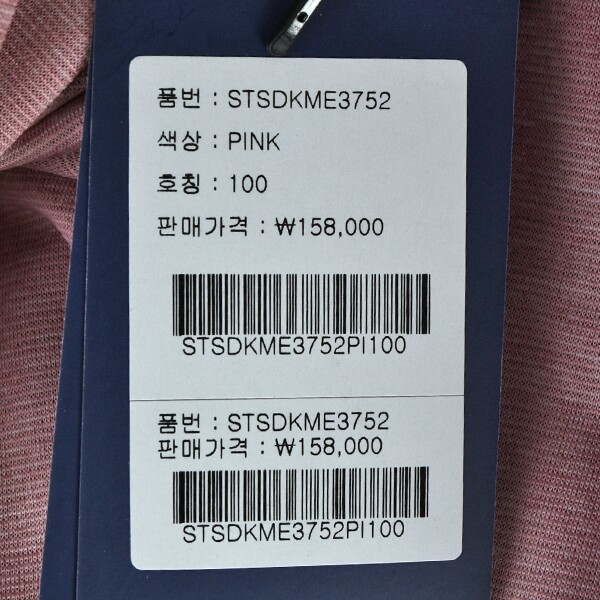 품번 : STSDKME3752
색상 : PINK
호칭 : 100
판매가격 : ₩158,000
STSDKME3752PI100
품번 : STSDKME3752
판매가격 : ₩158,000
STSDKME3752PI100